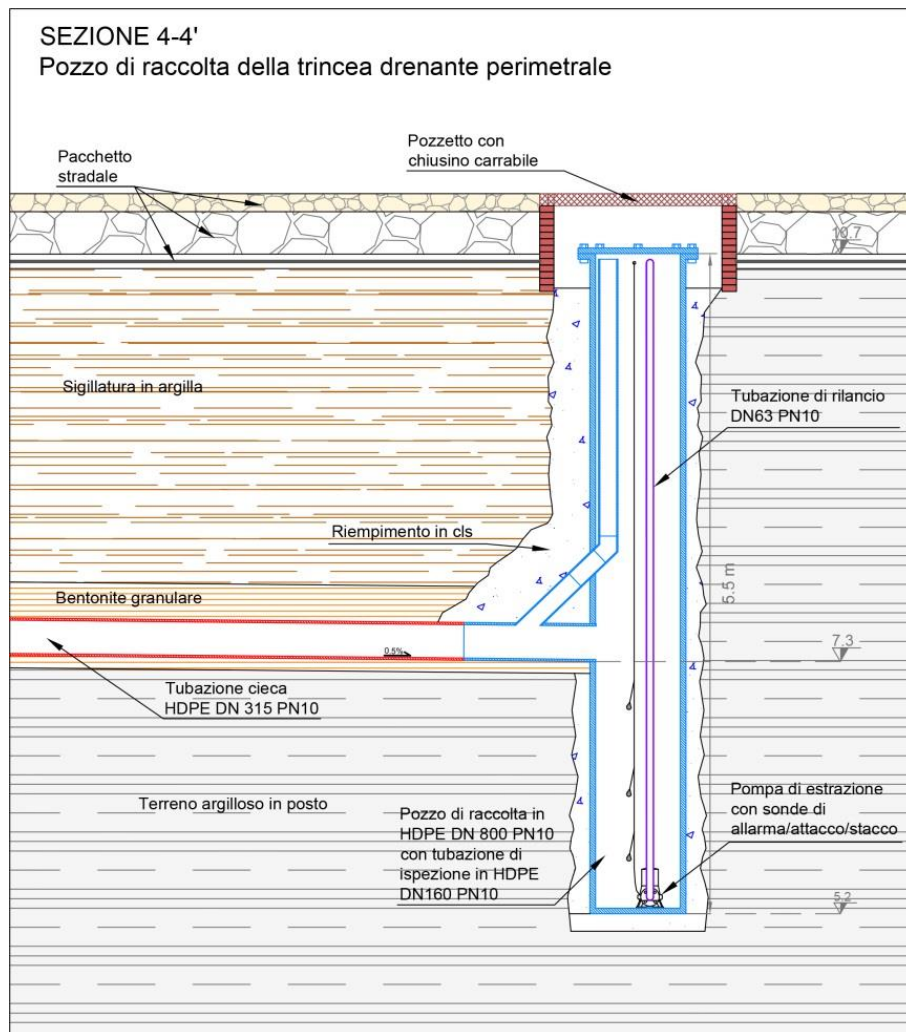 SEZIONE 4-4'
Pozzo di raccolta della trincea drenante perimetrale
Pozzetto con
chiusino carrabile
Pacchetto
stradale
10.7
Sigillatura in argilla
Tubazione di rilancio
DN63 PN10
Riempimento in cls
5.5 m
Bentonite granulare
7.3
0.5%
Tubazione cieca
HDPE DN 315 PN10
Terreno argilloso in posto
Pozzo di raccolta in
HDPE DN 800 PN10
con tubazione di
ispezione in HDPE
DN160 PN10
Pompa di estrazione
con sonde di
allarma/attacco/stacco
5.2